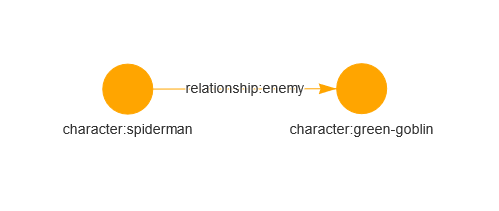 relationship:enemy
character:spiderman
character:green-goblin